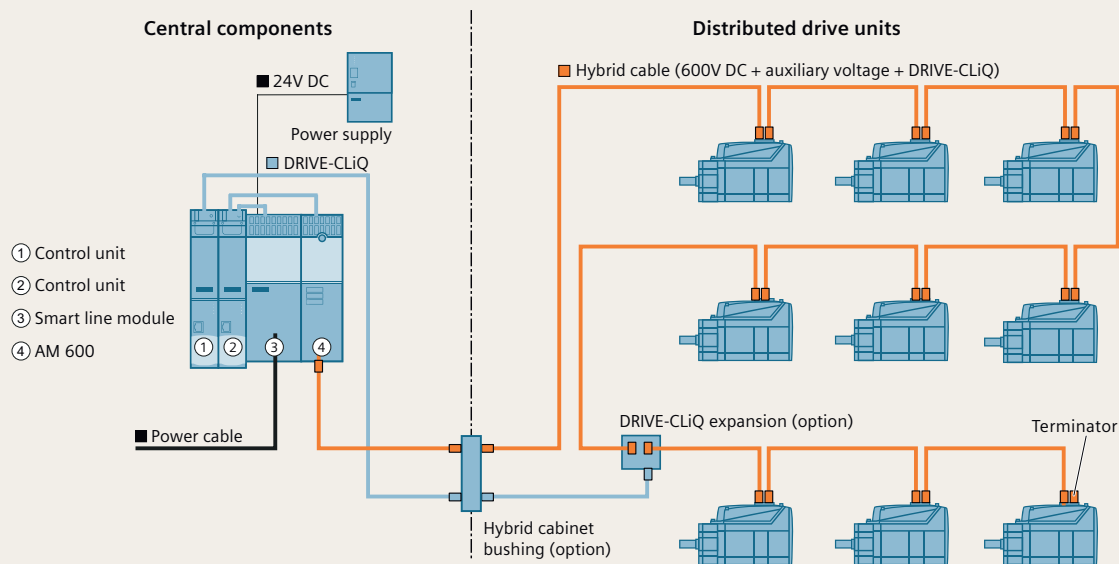 Central components
Distributed drive units
■ Hybrid cable (600V DC + auxiliary voltage + DRIVE-CLiQ)
■ 24V DC
Power supply
■ DRIVE-CLiQ
① Control unit
② Control unit
③ Smart line module
④ AM 600
① ② ③ ④
■ Power cable
DRIVE-CLiQ expansion (option)
Terminator
Hybrid cabinet
bushing (option)